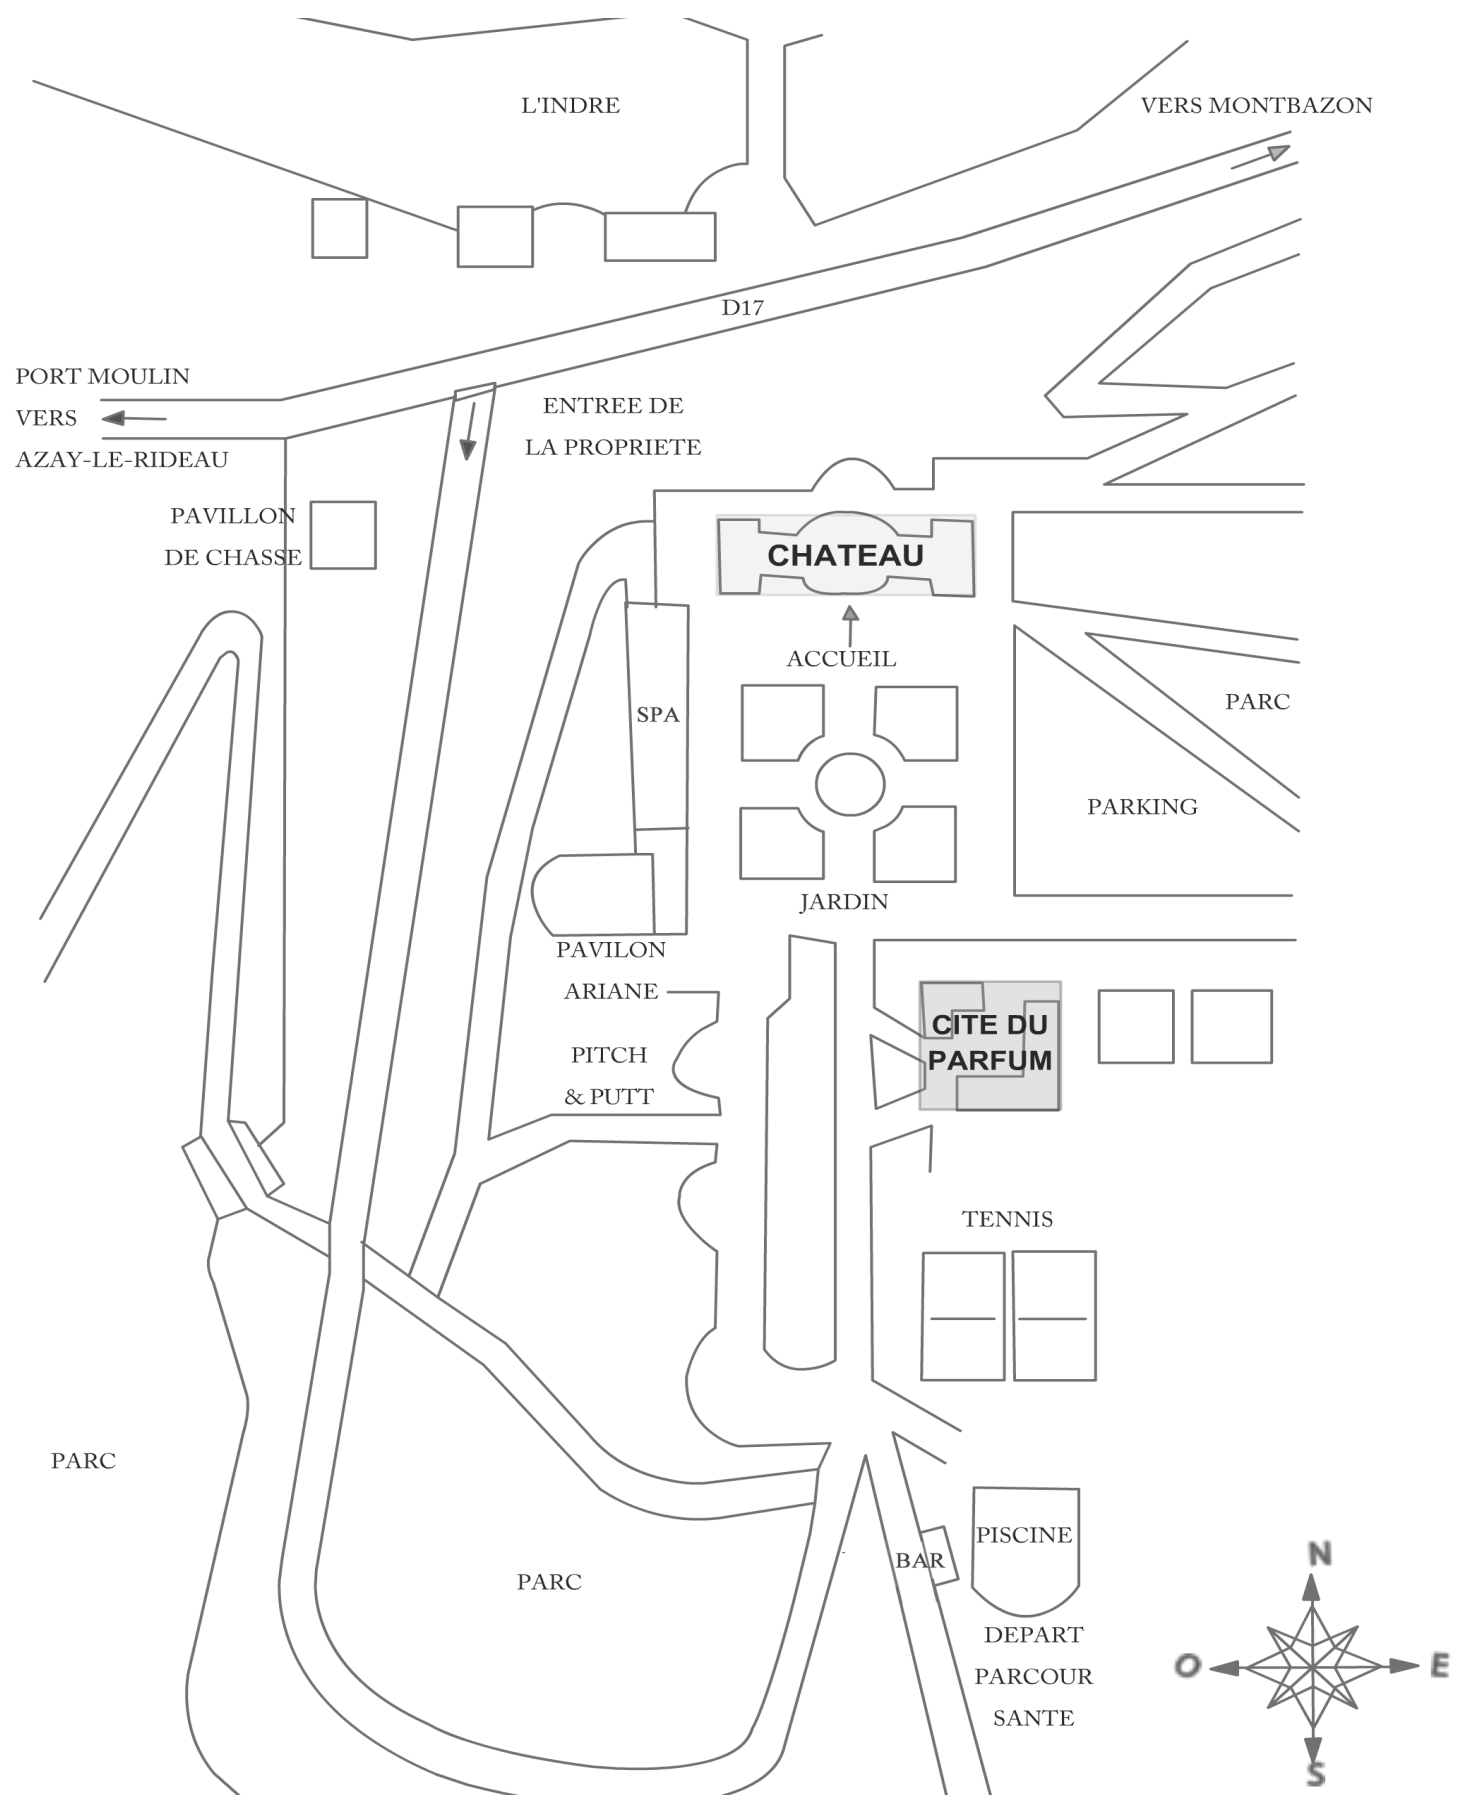 L'INDRE
VERS MONTBAZON
D17
PORT MOULIN
VERS
AZAY-LE-RIDEAU
ENTREE DE
LA PROPRIETE
PAVILLON
DE CHASSE
CHATEAU
ACCUEIL
SPA
PARC
PARKING
JARDIN
PAVILON
ARIANE
CITE DU
PARFUM
PITCH
& PUTT
TENNIS
PARC
PISCINE
BAR
PARC
DEPART
PARCOUR
SANTE
N
O
E
S